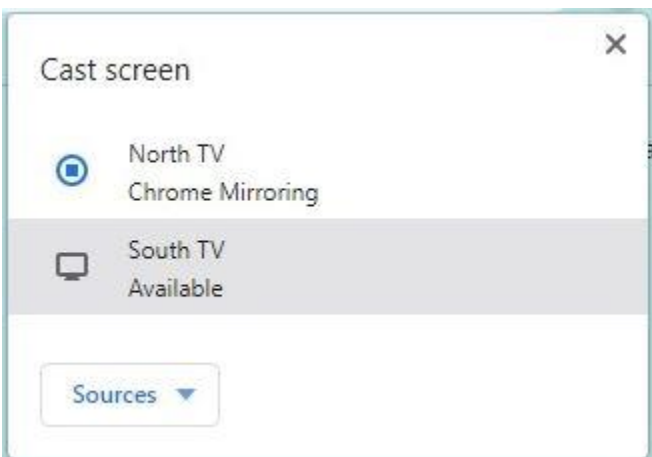 Cast screen
North TV
Chrome Mirroring
South TV
Available
Sources